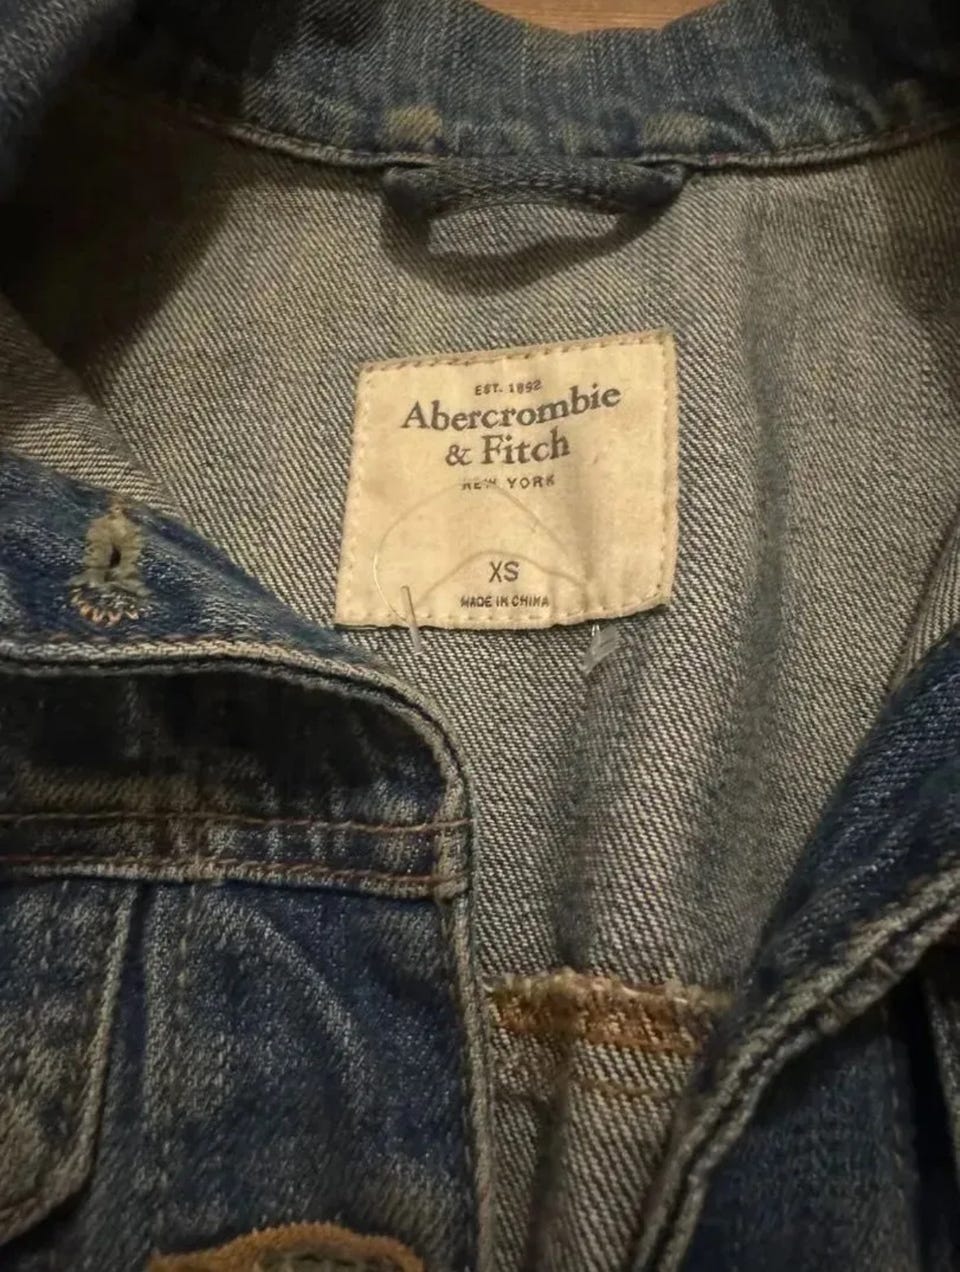 EST. 1892
Abercrombie
& Fitch
NEW YORK
XS
MADE IN CHINA